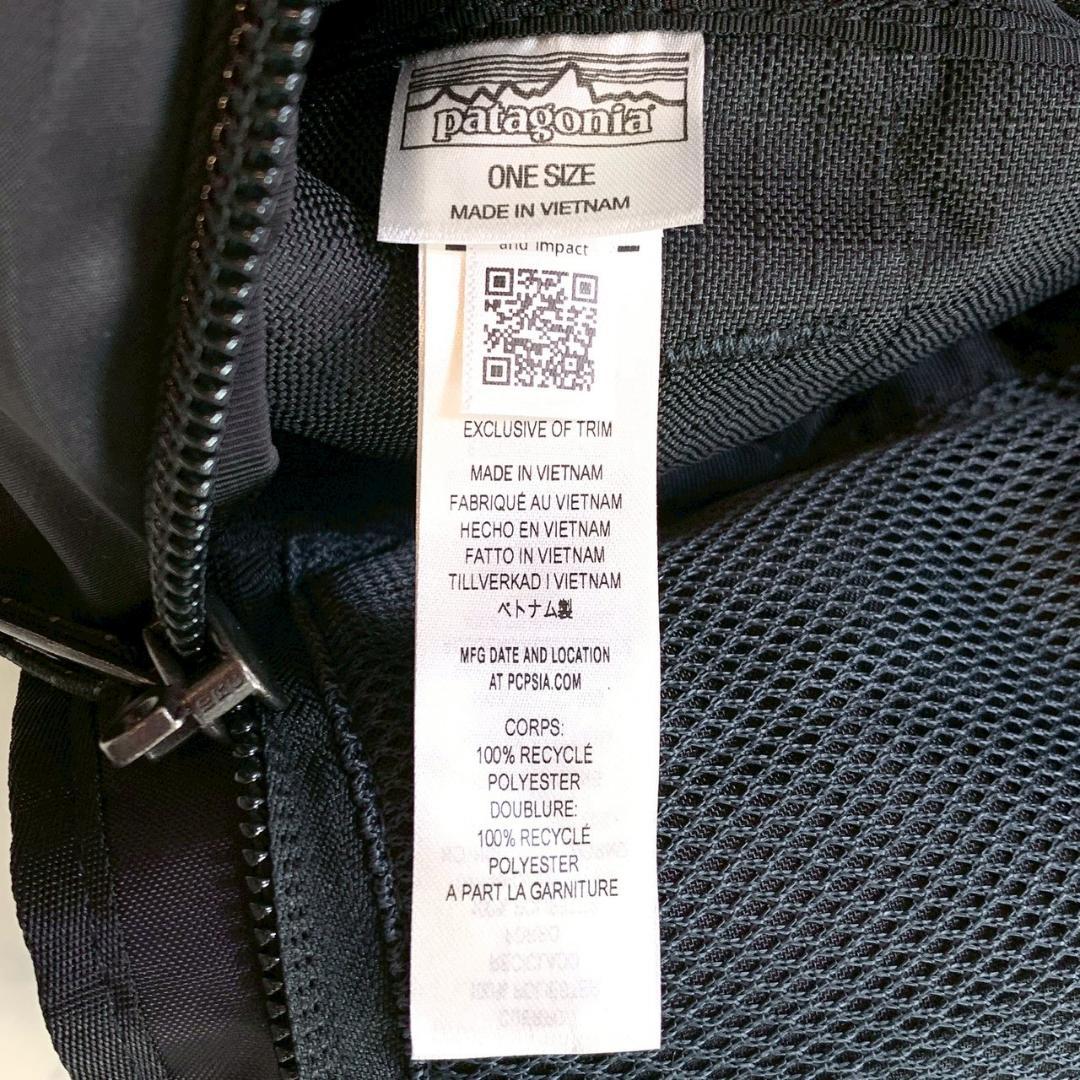 patagonia
ONE SIZE
MADE IN VIETNAM
and impact
EXCLUSIVE OF TRIM
MADE IN VIETNAM
FABRIQUÉ AU VIETNAM
HECHO EN VIETNAM
FATTO IN VIETNAM
TILLVERKAD I VIETNAM
ベトナム製
MFG DATE AND LOCATION
AT PCPSIA.COM
CORPS:
100% RECYCLÉ
POLYESTER
DOUBLURE:
100% RECYCLÉ
POLYESTER
A PART LA GARNITURE